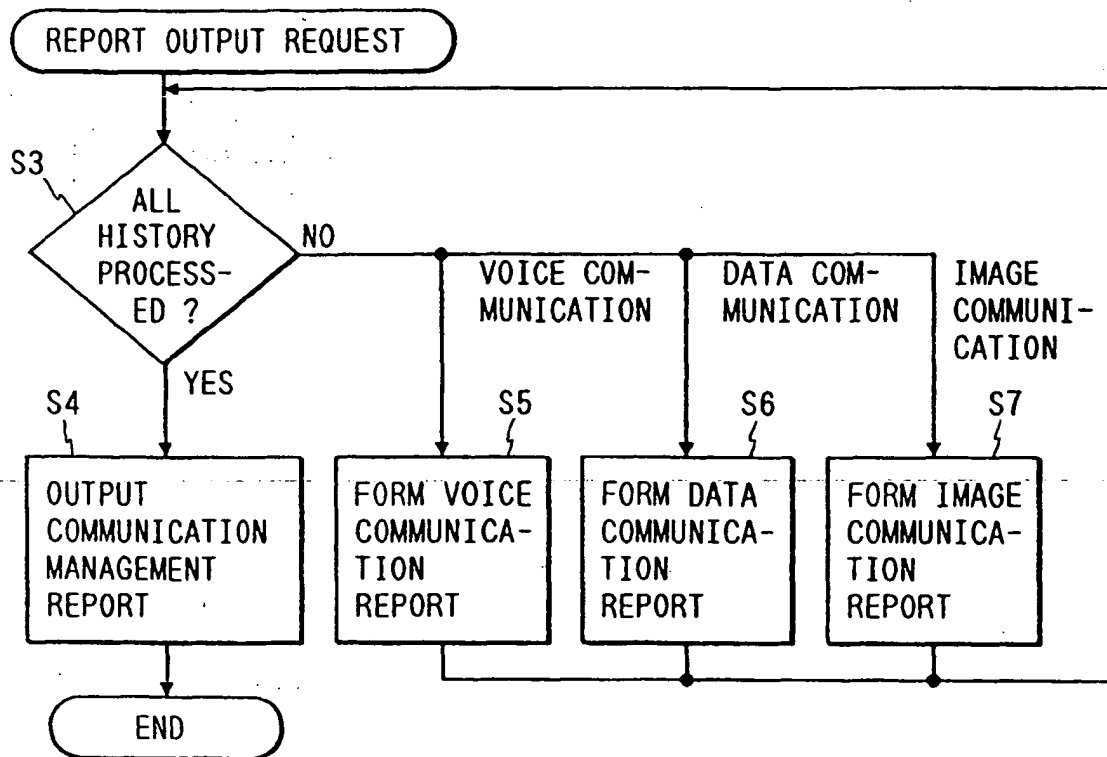 REPORT OUTPUT REQUEST
S3
ALL
HISTORY
PROCESS-
ED ?
NO
YES
VOICE COM-
MUNICATION
DATA COM-
MUNICATION
IMAGE
COMMUNI-
CATION
S4
OUTPUT
COMMUNICATION
MANAGEMENT
REPORT
S5
FORM VOICE
COMMUNICA-
TION
REPORT
S6
FORM DATA
COMMUNICA-
TION
REPORT
S7
FORM IMAGE
COMMUNICA-
TION
REPORT
END